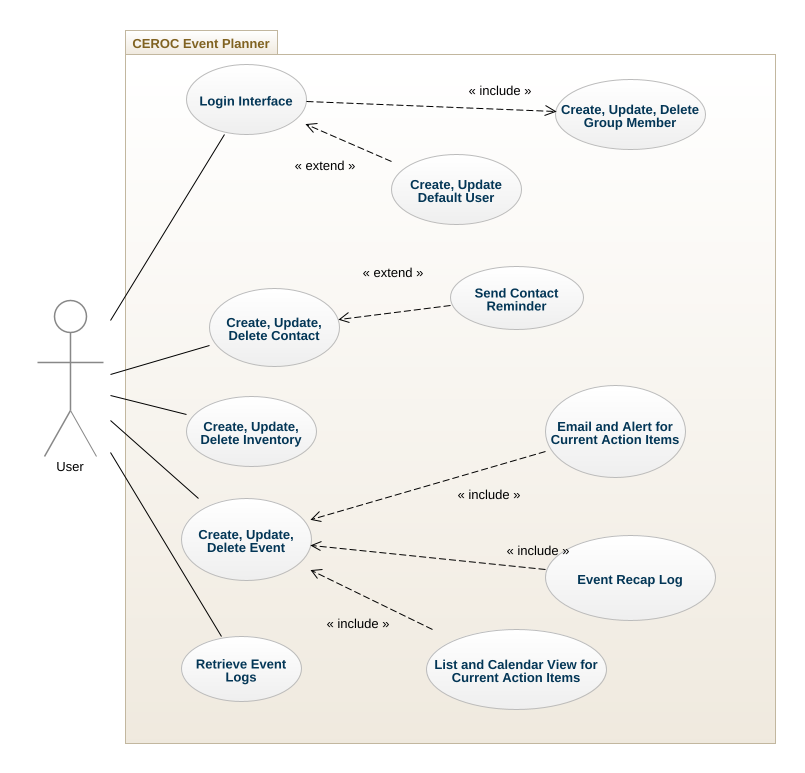 CEROC Event Planner
Login Interface
« include »
Create, Update, Delete
Group Member
« extend »
Create, Update
Default User
« extend »
Send Contact
Reminder
Create, Update,
Delete Contact
Create, Update,
Delete Inventory
Email and Alert for
Current Action Items
User
« include »
Create, Update,
Delete Event
« include »
Event Recap Log
« include »
Retrieve Event
Logs
List and Calendar View for
Current Action Items